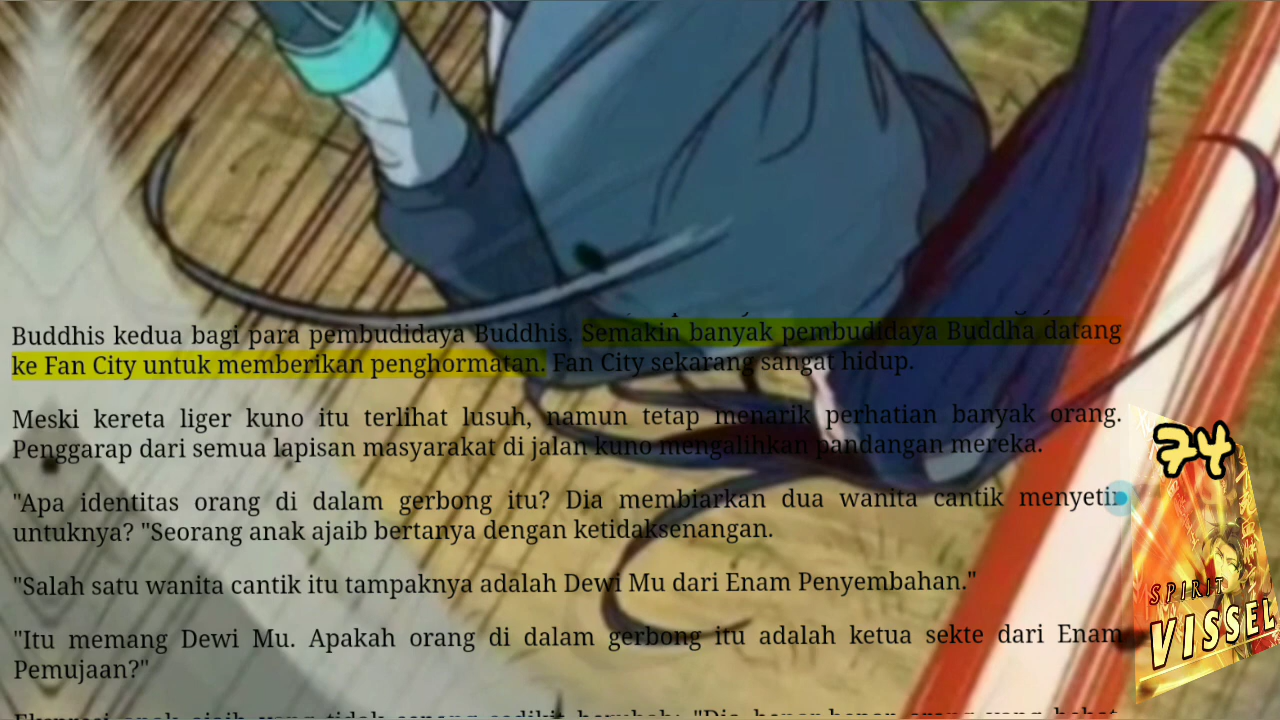 Buddhis kedua bagi para pembudidaya Buddhis. Semakin banyak pembudidaya Buddha datang
ke Fan City untuk memberikan penghormatan. Fan City sekarang sangat hidup.
Meski kereta liger kuno itu terlihat lusuh, namun tetap menarik perhatian banyak orang.
Penggarap dari semua lapisan masyarakat di jalan kuno mengalihkan pandangan mereka.
"Apa identitas orang di dalam gerbong itu? Dia membiarkan dua wanita cantik menyetir
untuknya? "Seorang anak ajaib bertanya dengan ketidaksenangan.
"Salah satu wanita cantik itu tampaknya adalah Dewi Mu dari Enam Penyembahan."
"Itu memang Dewi Mu. Apakah orang di dalam gerbong itu adalah ketua sekte dari Enam
Pemujaan?"
74
SPIRIT
VISSEL